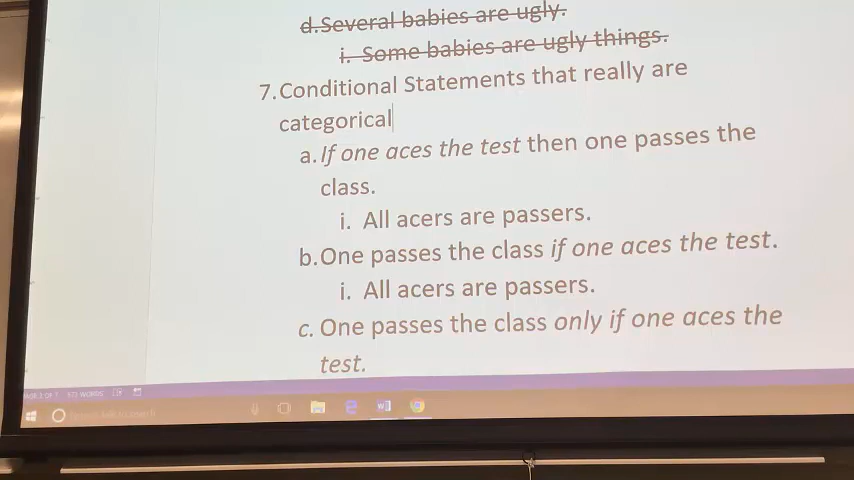 d.Several babies are ugly.
i. Some babies are ugly things.
7.Conditional Statements that really are
categorical
a.If one aces the test then one passes the
class.
i. All acers are passers.
b.One passes the class if one aces the test.
i. All acers are passers.
c. One passes the class only if one aces the
test.
WORDS